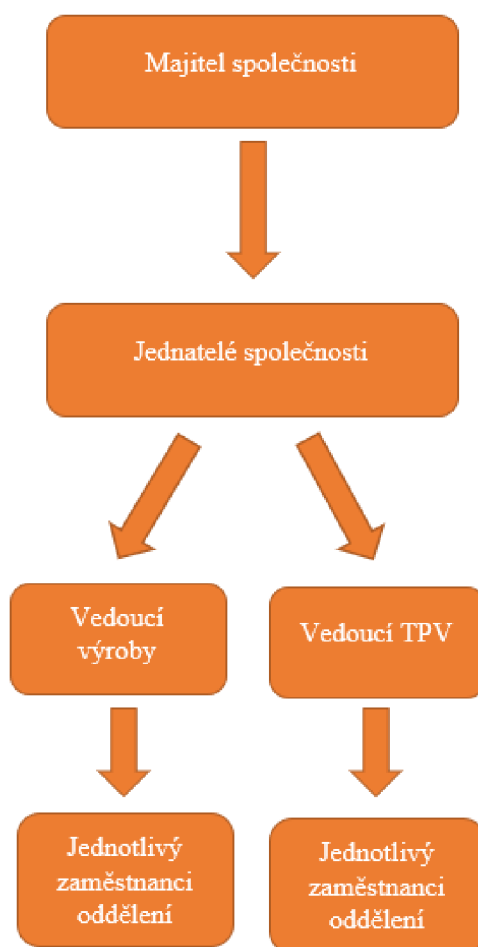 Majitel společnosti
Jednatelé společnosti
Vedoucí
výroby
Vedoucí TPV
Jednotlivý
zaměstnanci
oddělení
Jednotlivý
zaměstnanci
oddělení